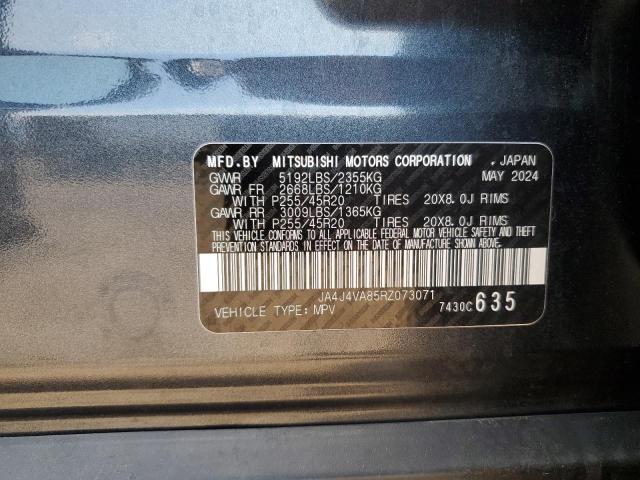 MFD.BY MITSUBISHI MOTORS CORPORATION . JAPAN
GVWR 5192LBS/2355KG MAY 2024
GAWR FR 2668LBS/1210KG
WITH P255/45R20 TIRES 20X8.0J RIMS
GAWR RR 3009LBS/1365KG
WITH P255/45R20 TIRES 20X8.0J RIMS
THIS VEHICLE CONFORMS TO ALL APPLICABLE FEDERAL MOTOR VEHICLE SAFETY AND THEFT
PREVENTION STANDARDS IN EFFECT ON THE DATE OF MANUFACTURE SHOWN ABOVE.
JA4J4VA85RZ073071
VEHICLE TYPE: MPV 7430C 635